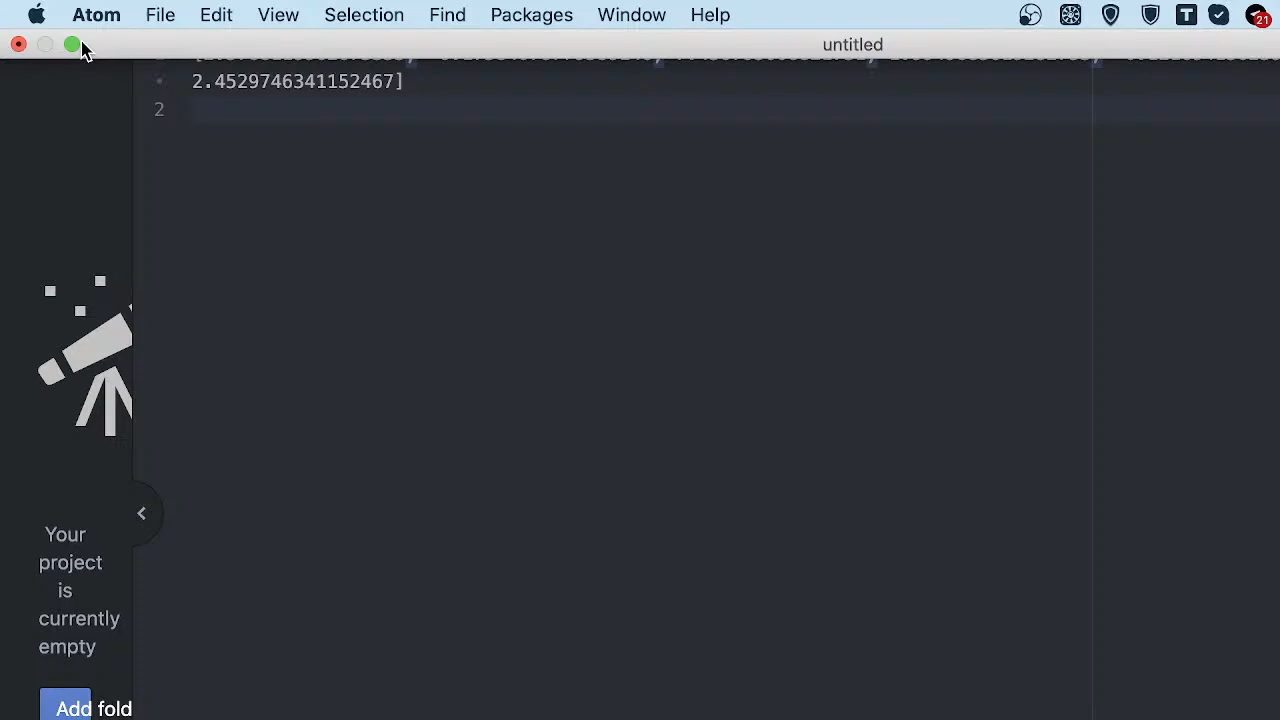 Atom File Edit View Selection Find Packages Window Help
21
untitled
2.4529746341152467]
2
Your
project
is
currently
empty
Add fold